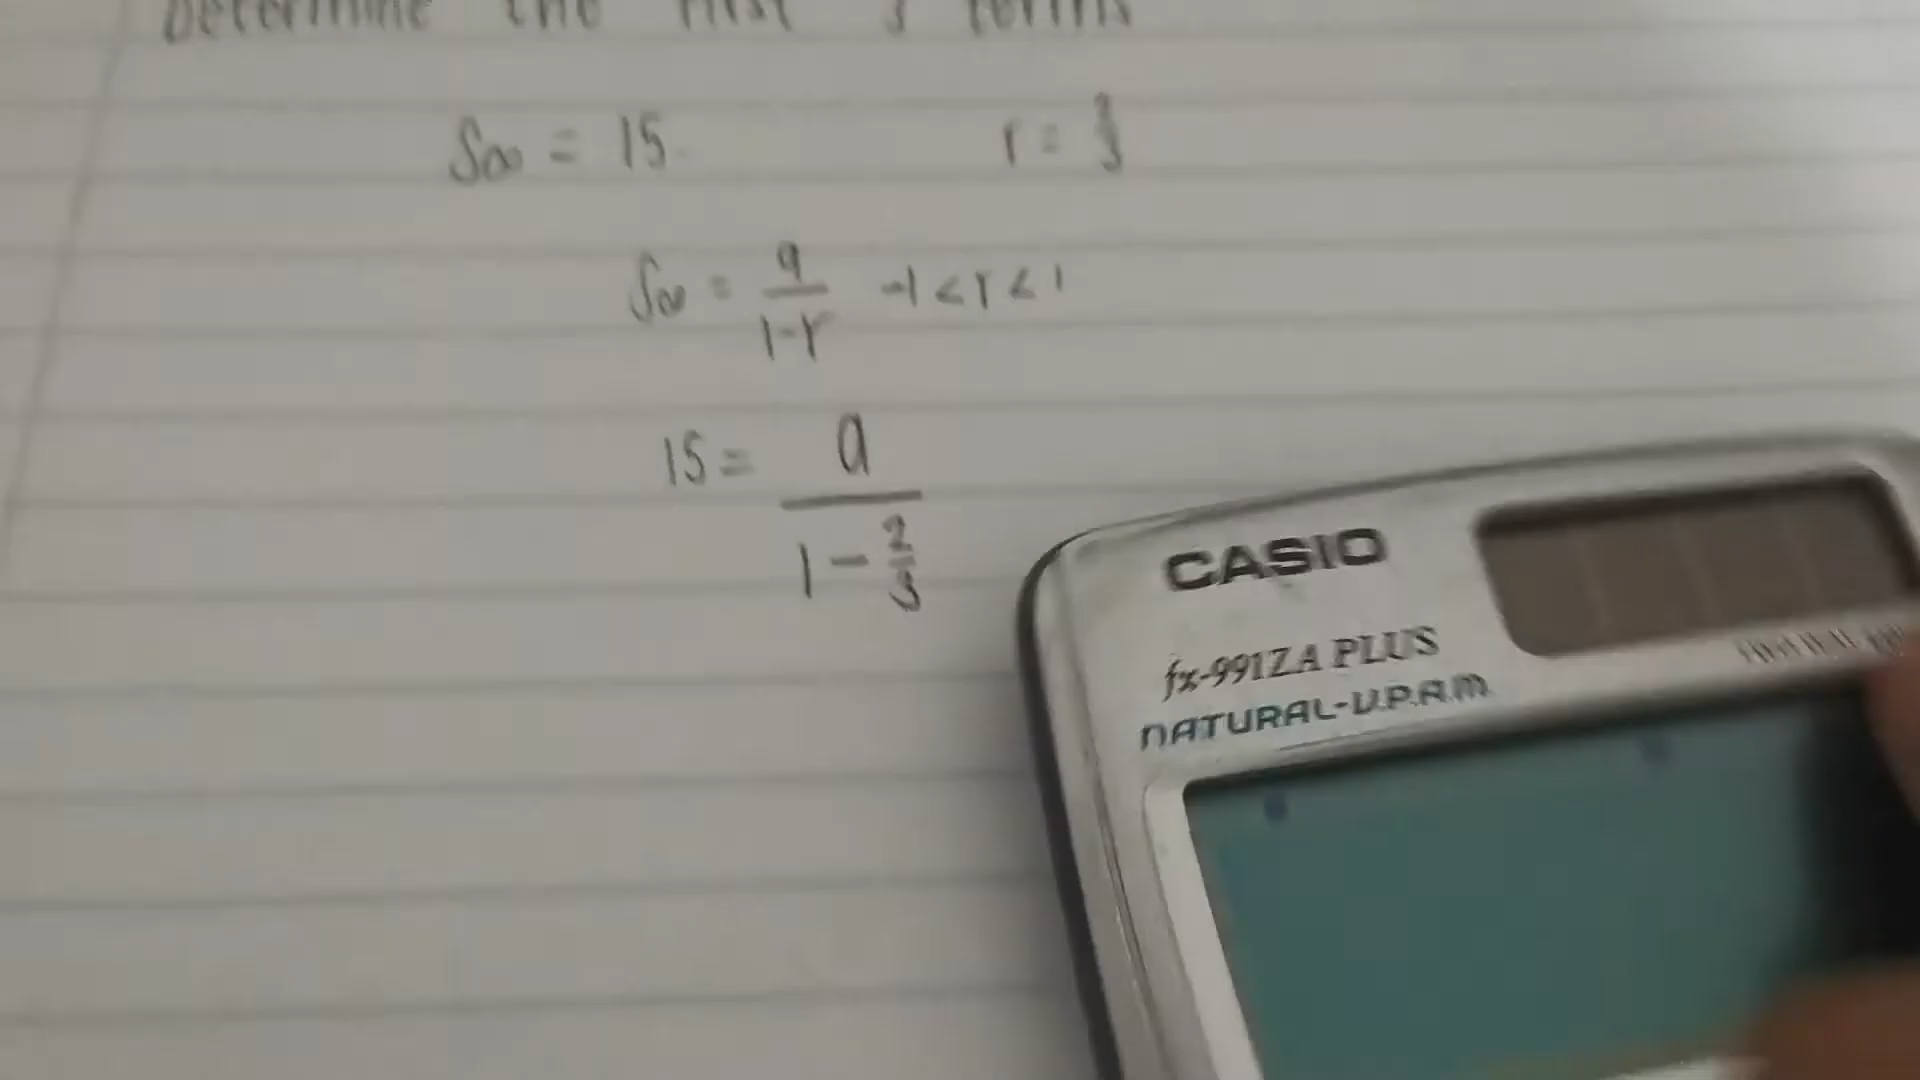 Determine the first 3 terms
S∞ = 15 r = 2/3
S∞ = a/(1-r) -1 < r < 1
15 = a/(1 - 2/3)
CASIO
fx-991ZA PLUS
NATURAL-V.P.A.M.